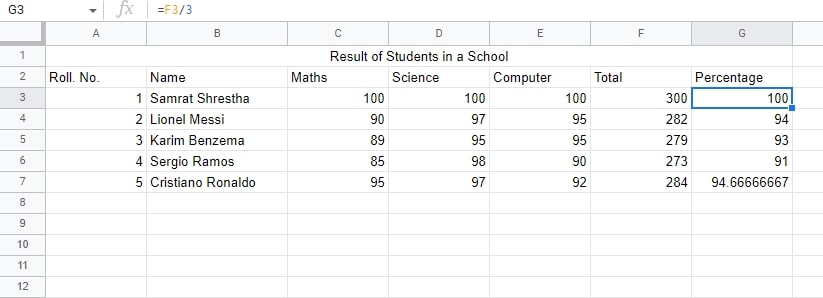 G3 fx =F3/3
A B C D E F G
1 Result of Students in a School
2 Roll. No. Name Maths Science Computer Total Percentage
3 1 Samrat Shrestha 100 100 100 300 100
4 2 Lionel Messi 90 97 95 282 94
5 3 Karim Benzema 89 95 95 279 93
6 4 Sergio Ramos 85 98 90 273 91
7 5 Cristiano Ronaldo 95 97 92 284 94.66666667
8
9
10
11
12